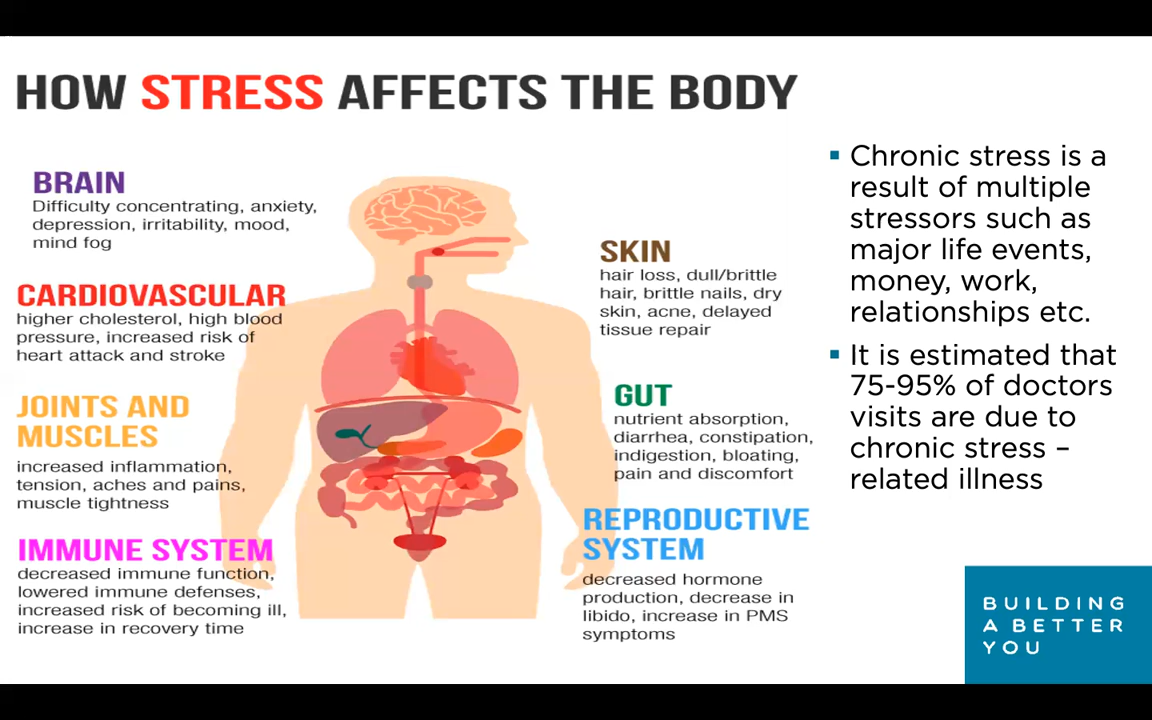 HOW STRESS AFFECTS THE BODY
BRAIN
Difficulty concentrating, anxiety,
depression, irritability, mood,
mind fog
CARDIOVASCULAR
higher cholesterol, high blood
pressure, increased risk of
heart attack and stroke
JOINTS AND
MUSCLES
increased inflammation,
tension, aches and pains,
muscle tightness
IMMUNE SYSTEM
decreased immune function,
lowered immune defenses,
increased risk of becoming ill,
increase in recovery time
SKIN
hair loss, dull/brittle
hair, brittle nails, dry
skin, acne, delayed
tissue repair
GUT
nutrient absorption,
diarrhea, constipation,
indigestion, bloating,
pain and discomfort
REPRODUCTIVE
SYSTEM
decreased hormone
production, decrease in
libido, increase in PMS
symptoms
▪ Chronic stress is a
result of multiple
stressors such as
major life events,
money, work,
relationships etc.
▪ It is estimated that
75-95% of doctors
visits are due to
chronic stress –
related illness
BUILDING
A BETTER
YOU